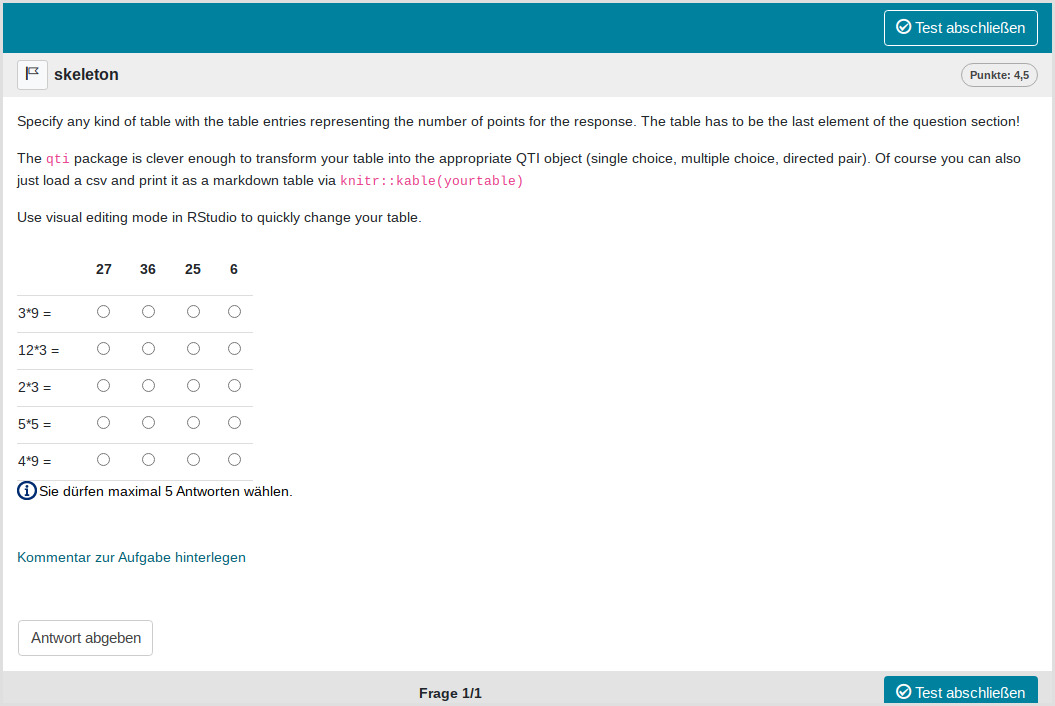 Test abschließen
skeleton
Punkte: 4,5
Specify any kind of table with the table entries representing the number of points for the response. The table has to be the last element of the question section!
The qti package is clever enough to transform your table into the appropriate QTI object (single choice, multiple choice, directed pair). Of course you can also
just load a csv and print it as a markdown table via knitr::kable(yourtable)
Use visual editing mode in RStudio to quickly change your table.
27 36 25 6
3*9 =
12*3 =
2*3 =
5*5 =
4*9 =
Sie dürfen maximal 5 Antworten wählen.
Kommentar zur Aufgabe hinterlegen
Antwort abgeben
Frage 1/1
Test abschließen